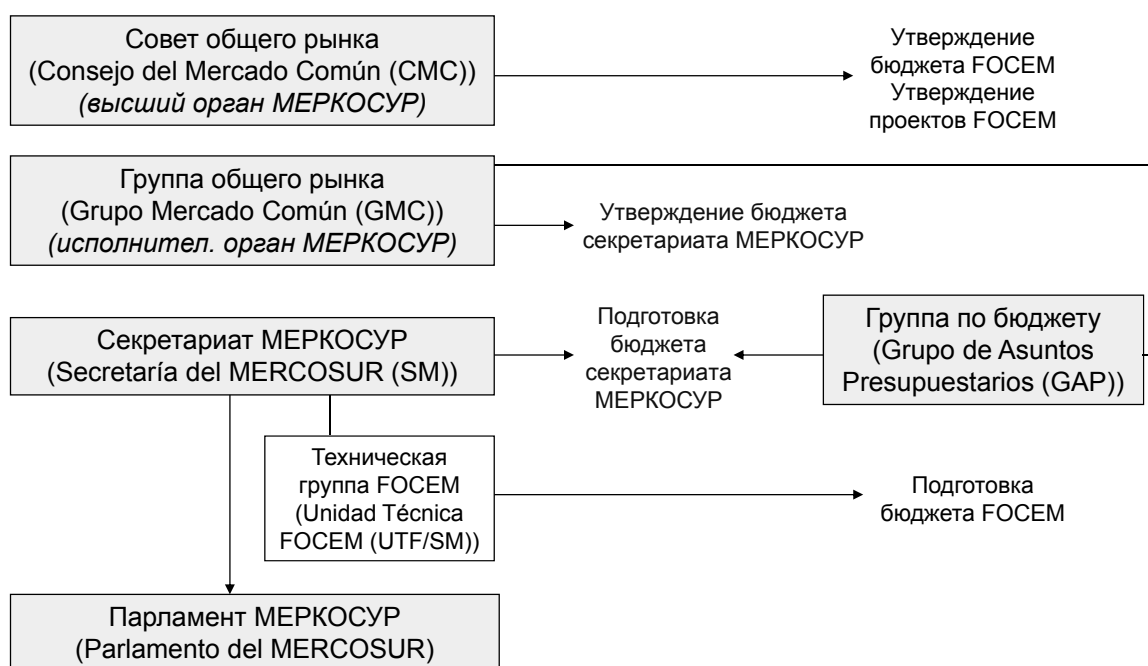 Совет общего рынка
(Consejo del Mercado Común (CMC))
(высший орган МЕРКОСУР)
Утверждение
бюджета FOCEM
Утверждение
проектов FOCEM
Группа общего рынка
(Grupo Mercado Común (GMC))
(исполнител. орган МЕРКОСУР)
Утверждение бюджета
секретариата МЕРКОСУР
Секретариат МЕРКОСУР
(Secretaría del MERCOSUR (SM))
Подготовка
бюджета
секретариата
МЕРКОСУР
Группа по бюджету
(Grupo de Asuntos
Presupuestarios (GAP))
Техническая
группа FOCEM
(Unidad Técnica
FOCEM (UTF/SM))
Подготовка
бюджета FOCEM
Парламент МЕРКОСУР
(Parlamento del MERCOSUR)